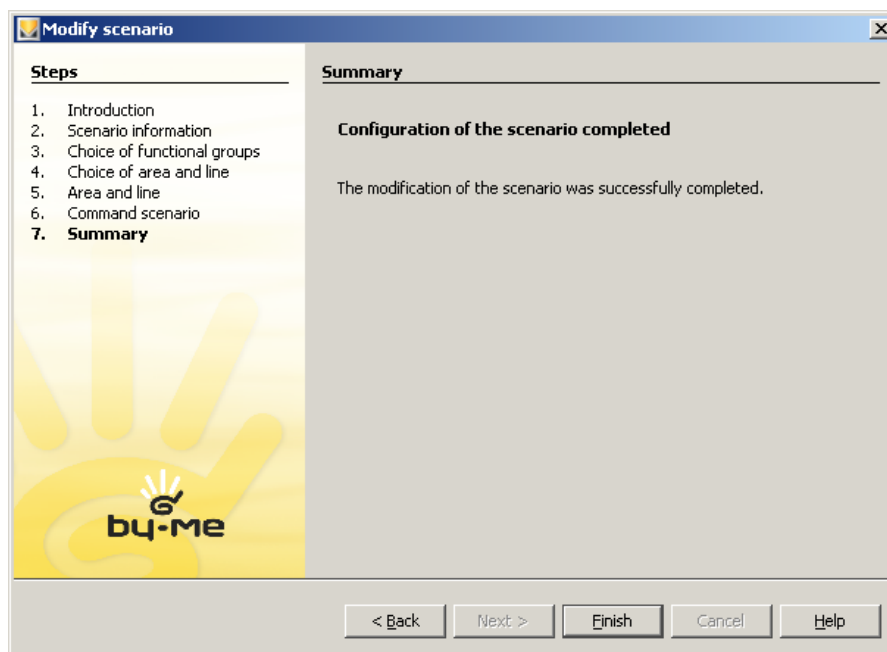 Modify scenario
Steps
1. Introduction
2. Scenario information
3. Choice of functional groups
4. Choice of area and line
5. Area and line
6. Command scenario
7. Summary
by-me
Summary
Configuration of the scenario completed
The modification of the scenario was successfully completed.
< Back Next > Finish Cancel Help